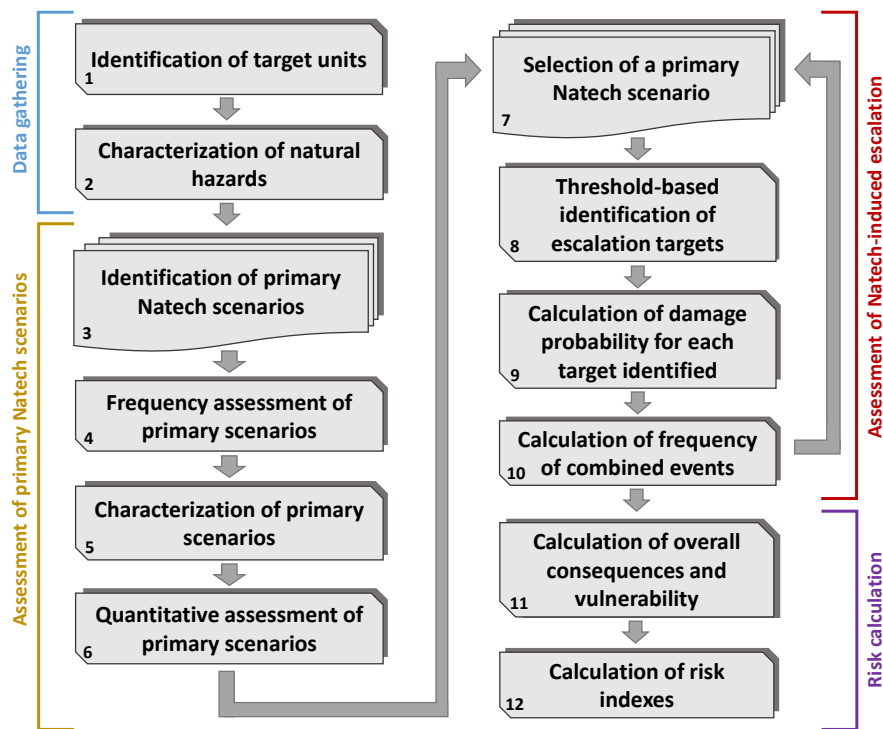 Data gathering
Identification of target units
1
Characterization of natural
hazards
2
Assessment of primary Natech scenarios
Identification of primary
Natech scenarios
3
Frequency assessment of
primary scenarios
4
Characterization of primary
scenarios
5
Quantitative assessment of
primary scenarios
6
Assessment of Natech-induced escalation
Selection of a primary
Natech scenario
7
Threshold-based
identification of
escalation targets
8
Calculation of damage
probability for each
target identified
9
Calculation of frequency
of combined events
10
Risk calculation
Calculation of overall
consequences and
vulnerability
11
Calculation of risk
indexes
12